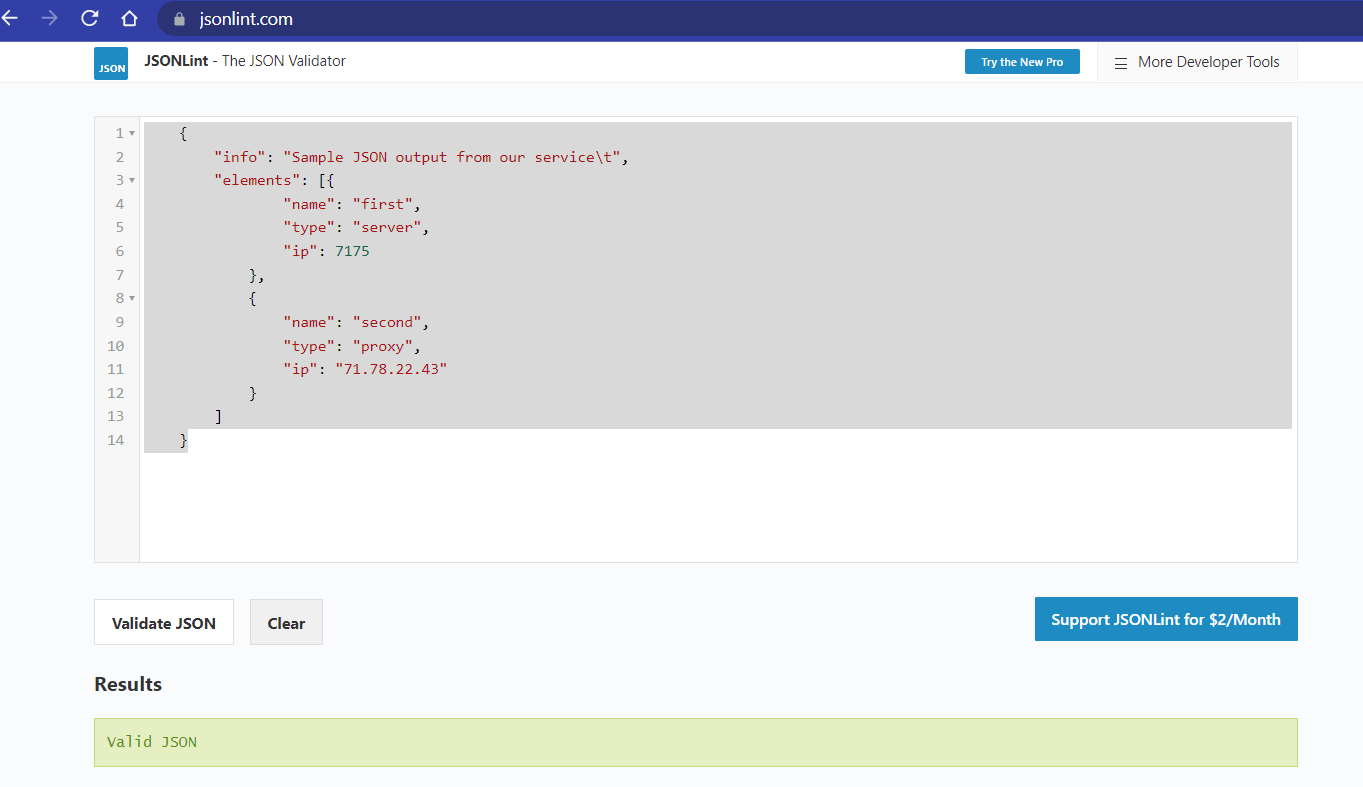 jsonlint.com
JSON
JSONLint - The JSON Validator
Try the New Pro
More Developer Tools
1 {
2 "info": "Sample JSON output from our service\t",
3 "elements": [{
4 "name": "first",
5 "type": "server",
6 "ip": 7175
7 },
8 {
9 "name": "second",
10 "type": "proxy",
11 "ip": "71.78.22.43"
12 }
13 ]
14 }
Validate JSON
Clear
Support JSONLint for $2/Month
Results
Valid JSON